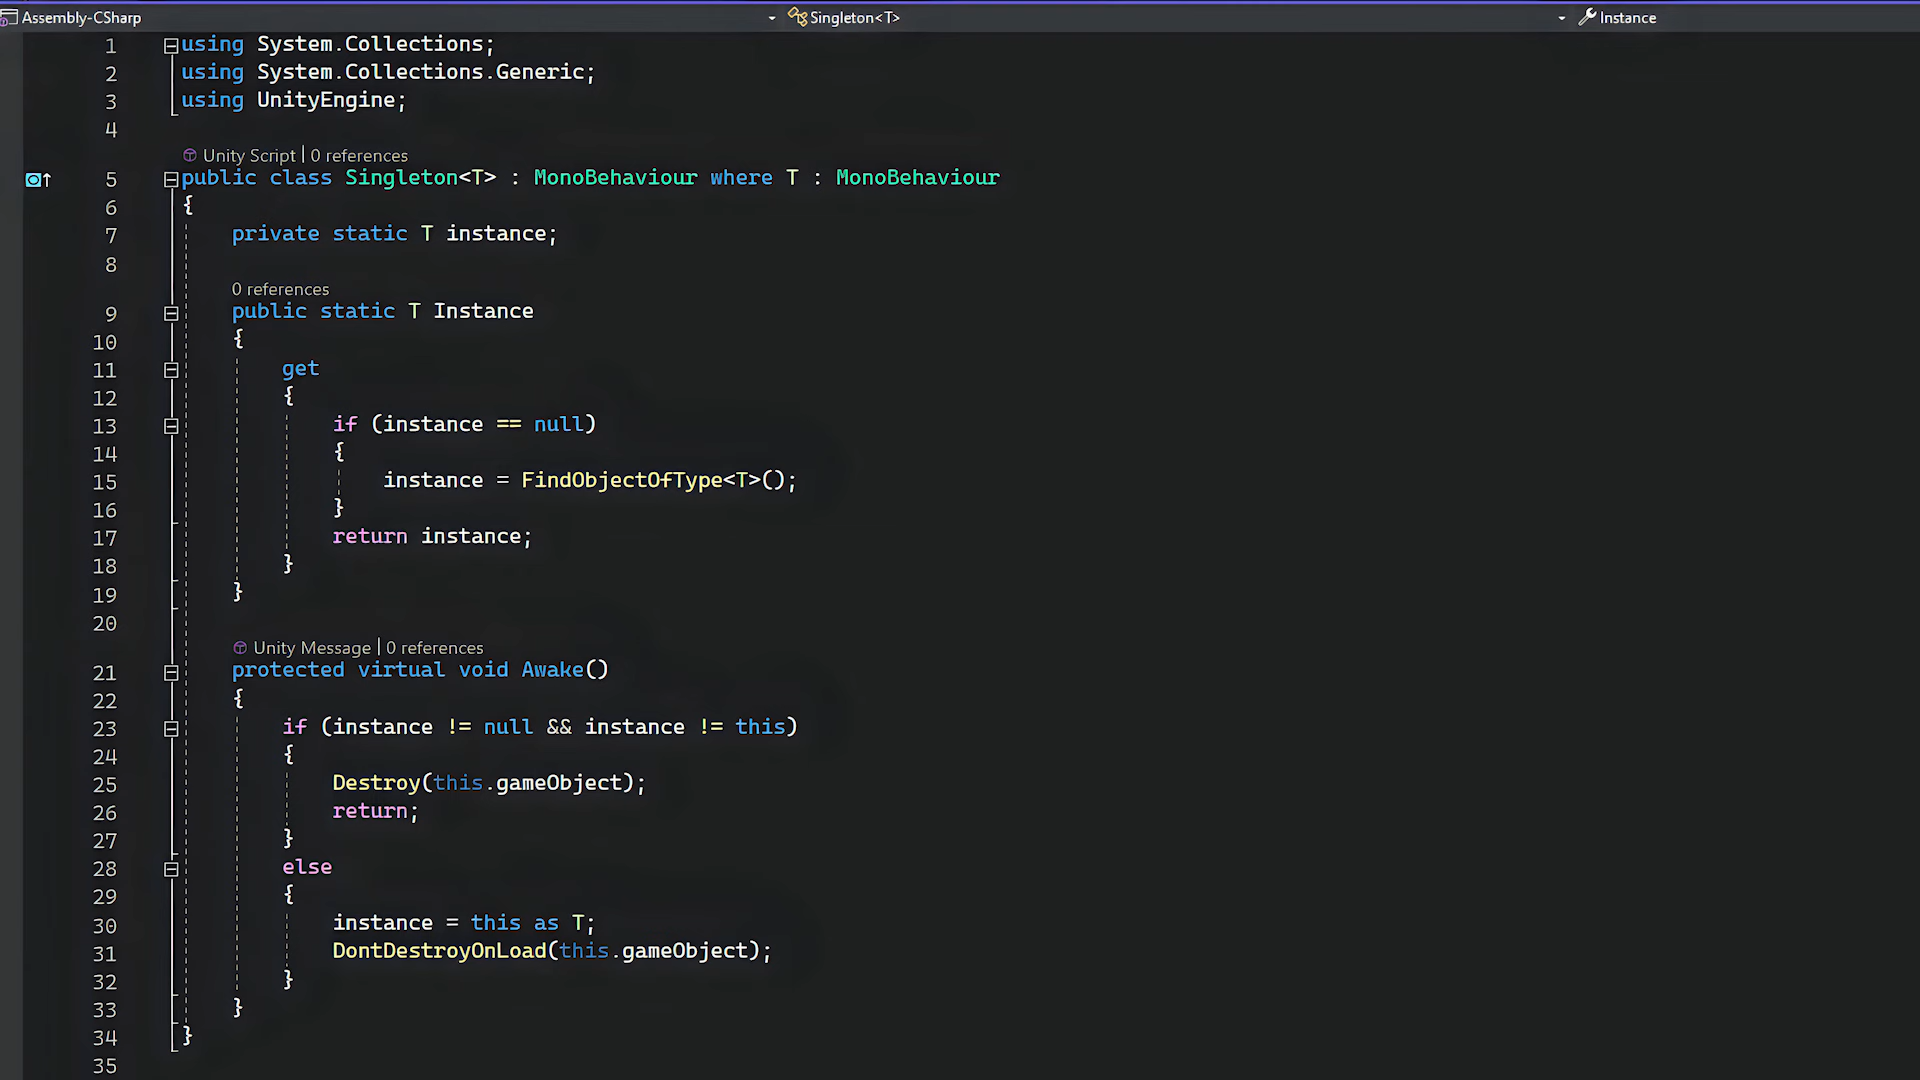 Assembly-CSharp Singleton<T> Instance
1 using System.Collections;
2 using System.Collections.Generic;
3 using UnityEngine;
4
Unity Script | 0 references
5 public class Singleton<T> : MonoBehaviour where T : MonoBehaviour
6 {
7 private static T instance;
8
0 references
9 public static T Instance
10 {
11 get
12 {
13 if (instance == null)
14 {
15 instance = FindObjectOfType<T>();
16 }
17 return instance;
18 }
19 }
20
Unity Message | 0 references
21 protected virtual void Awake()
22 {
23 if (instance != null && instance != this)
24 {
25 Destroy(this.gameObject);
26 return;
27 }
28 else
29 {
30 instance = this as T;
31 DontDestroyOnLoad(this.gameObject);
32 }
33 }
34 }
35